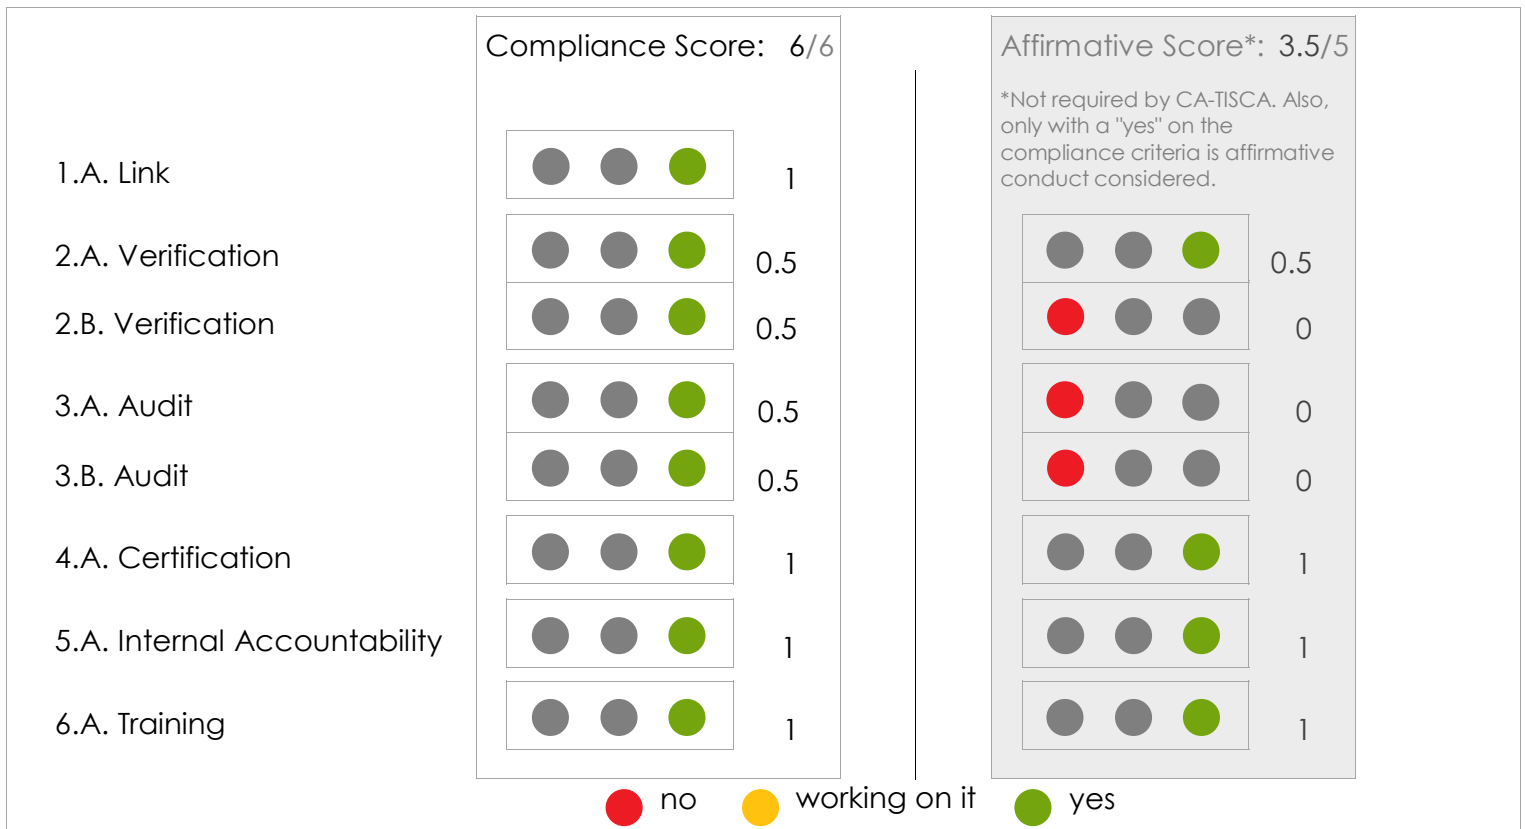 Compliance Score: 6/6
Affirmative Score*: 3.5/5
*Not required by CA-TISCA. Also,
only with a "yes" on the
compliance criteria is affirmative
conduct considered.
1.A. Link 1
2.A. Verification 0.5 0.5
2.B. Verification 0.5 0
3.A. Audit 0.5 0
3.B. Audit 0.5 0
4.A. Certification 1 1
5.A. Internal Accountability 1 1
6.A. Training 1 1
no working on it yes